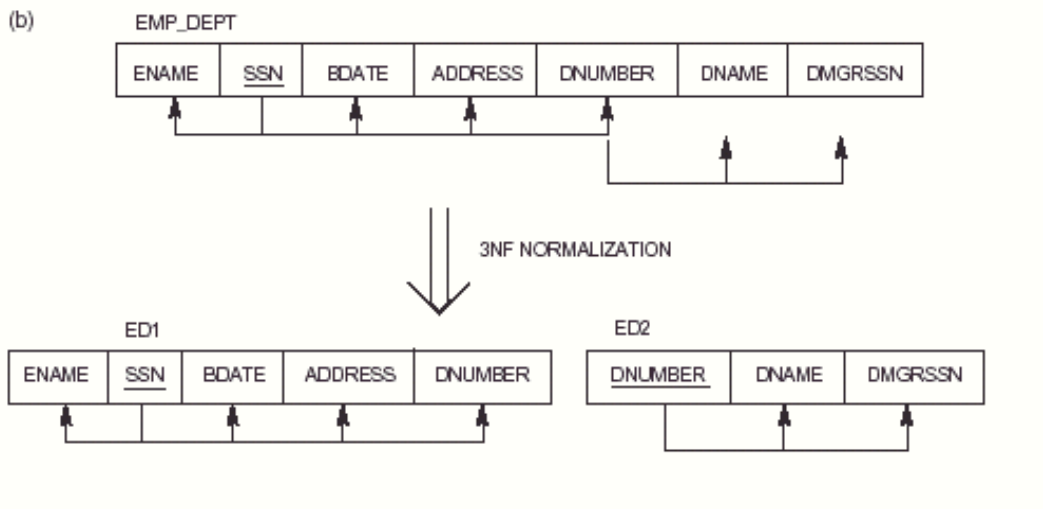 (b)
EMP_DEPT
ENAME SSN BDATE ADDRESS DNUMBER DNAME DMGRSSN
3NF NORMALIZATION
ED1
ENAME SSN BDATE ADDRESS DNUMBER
ED2
DNUMBER DNAME DMGRSSN